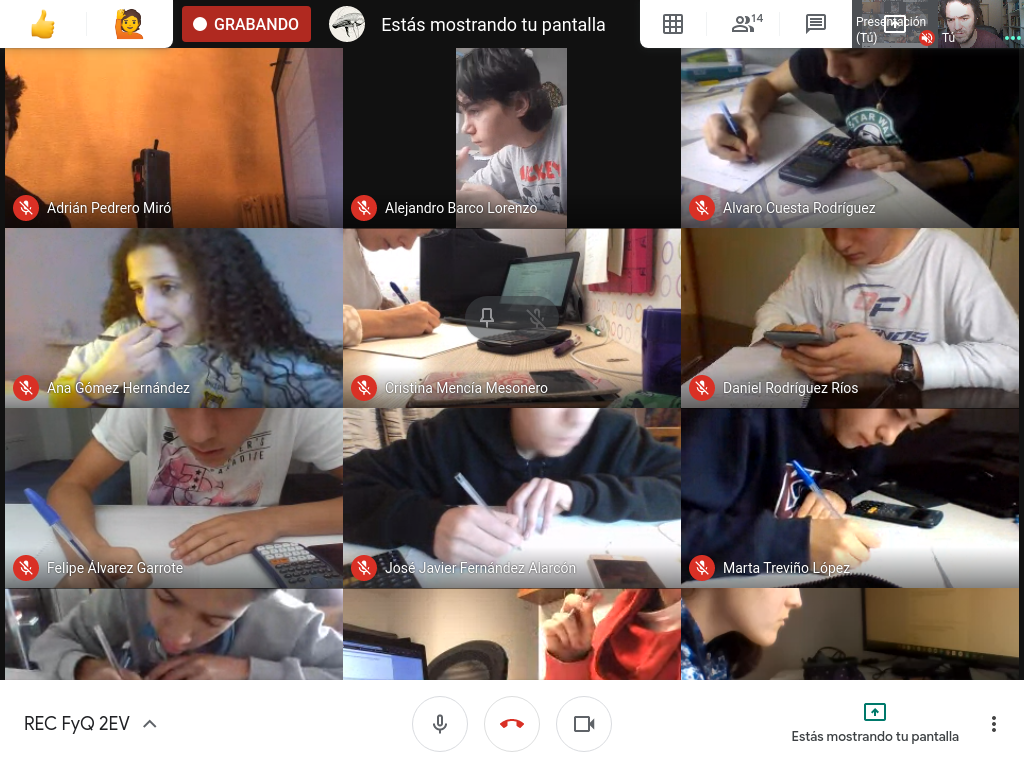 GRABANDO
Estás mostrando tu pantalla
14
Presentación
(Tú)
Tú
Adrián Pedrero Miró
Alejandro Barco Lorenzo
STAR WA
Alvaro Cuesta Rodríguez
Ana Gómez Hernández
Cristina Mencía Mesonero
Daniel Rodríguez Ríos
Felipe Álvarez Garrote
José Javier Fernández Alarcón
Marta Treviño López
REC FyQ 2EV
Estás mostrando tu pantalla